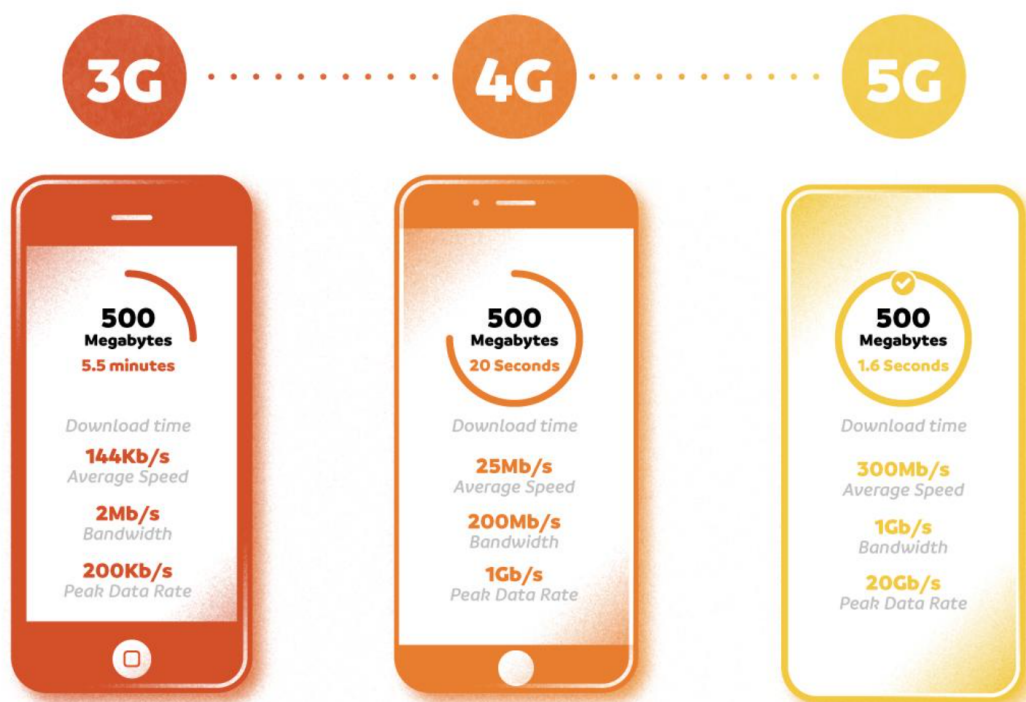 3G
4G
5G
500
Megabytes
5.5 minutes
Download time
144Kb/s
Average Speed
2Mb/s
Bandwidth
200Kb/s
Peak Data Rate
500
Megabytes
20 Seconds
Download time
25Mb/s
Average Speed
200Mb/s
Bandwidth
1Gb/s
Peak Data Rate
500
Megabytes
1.6 Seconds
Download time
300Mb/s
Average Speed
1Gb/s
Bandwidth
20Gb/s
Peak Data Rate